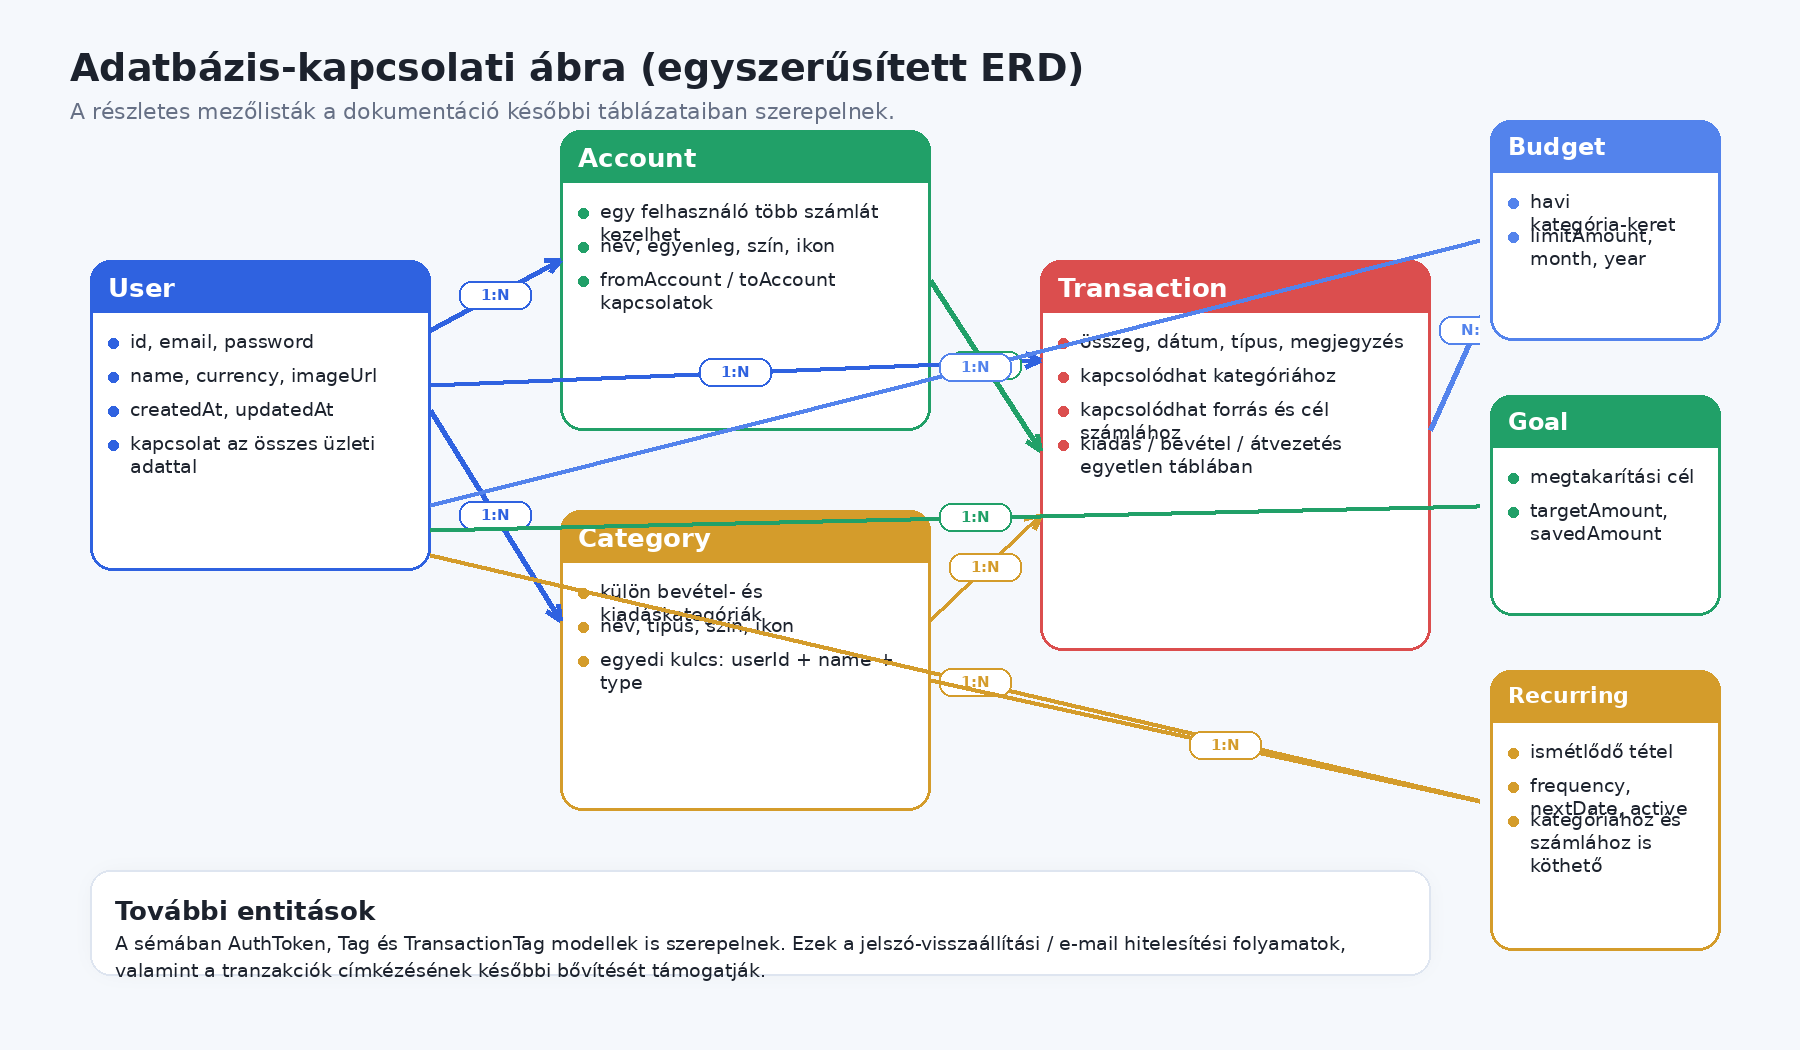 Adatbázis-kapcsolati ábra (egyszerűsített ERD)
A részletes mezőlisták a dokumentáció későbbi táblázataiban szerepelnek.
User
id, email, password
name, currency, imageUrl
createdAt, updatedAt
kapcsolat az összes üzleti
adattal
1:N
1:N
1:N
Account
egy felhasználó több számlát
kezelhet
név, egyenleg, szín, ikon
fromAccount / toAccount
kapcsolatok
Category
külön bevétel- és
kiadáskategóriák
név, típus, szín, ikon
egyedi kulcs: userId + name +
type
1:N
1:N
1:N
1:N
1:N
Transaction
összeg, dátum, típus, megjegyzés
kapcsolódhat kategóriához
kapcsolódhat forrás és cél
számlához
kiadás / bevétel / átvezetés
egyetlen táblában
N:
Budget
havi
kategória-keret
limitAmount,
month, year
Goal
megtakarítási cél
targetAmount,
savedAmount
Recurring
ismétlődő tétel
frequency,
nextDate, active
kategóriához és
számlához is
köthető
További entitások
A sémában AuthToken, Tag és TransactionTag modellek is szerepelnek. Ezek a jelszó-visszaállítási / e-mail hitelesítési folyamatok,
valamint a tranzakciók címkézésének későbbi bővítését támogatják.